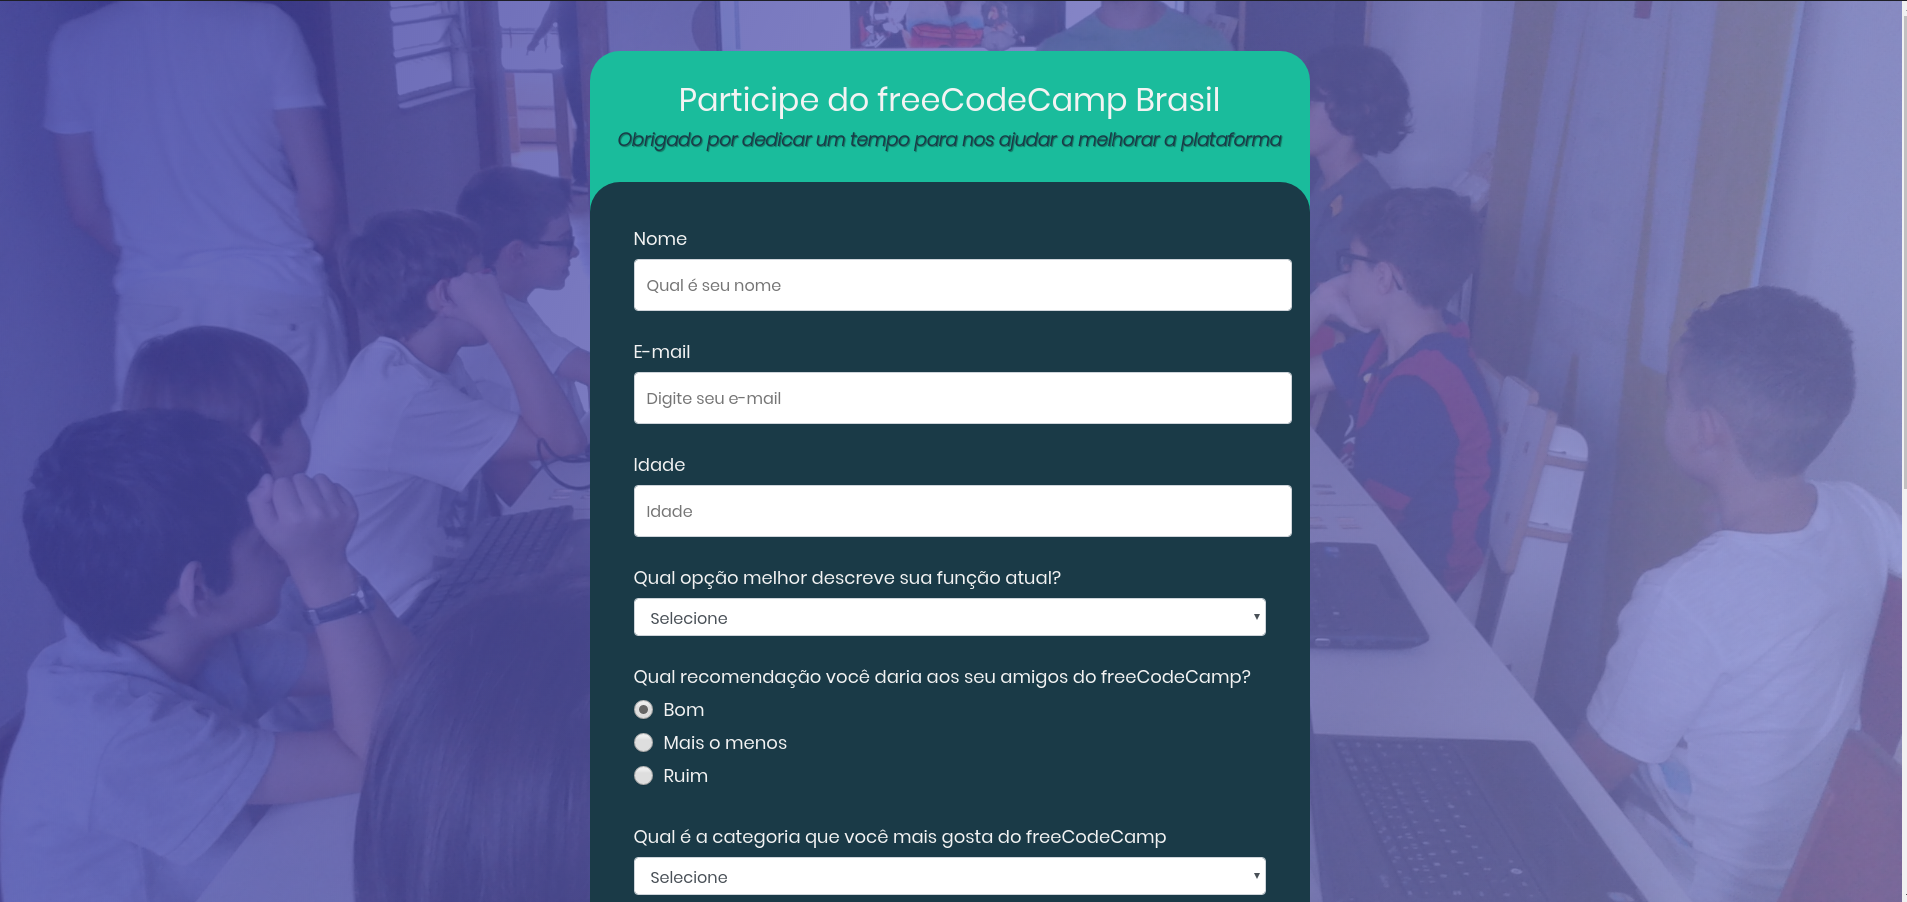 Participe do freeCodeCamp Brasil
Obrigado por dedicar um tempo para nos ajudar a melhorar a plataforma
Nome
Qual é seu nome
E-mail
Digite seu e-mail
Idade
Idade
Qual opção melhor descreve sua função atual?
Selecione
Qual recomendação você daria aos seu amigos do freeCodeCamp?
Bom
Mais o menos
Ruim
Qual é a categoria que você mais gosta do freeCodeCamp
Selecione